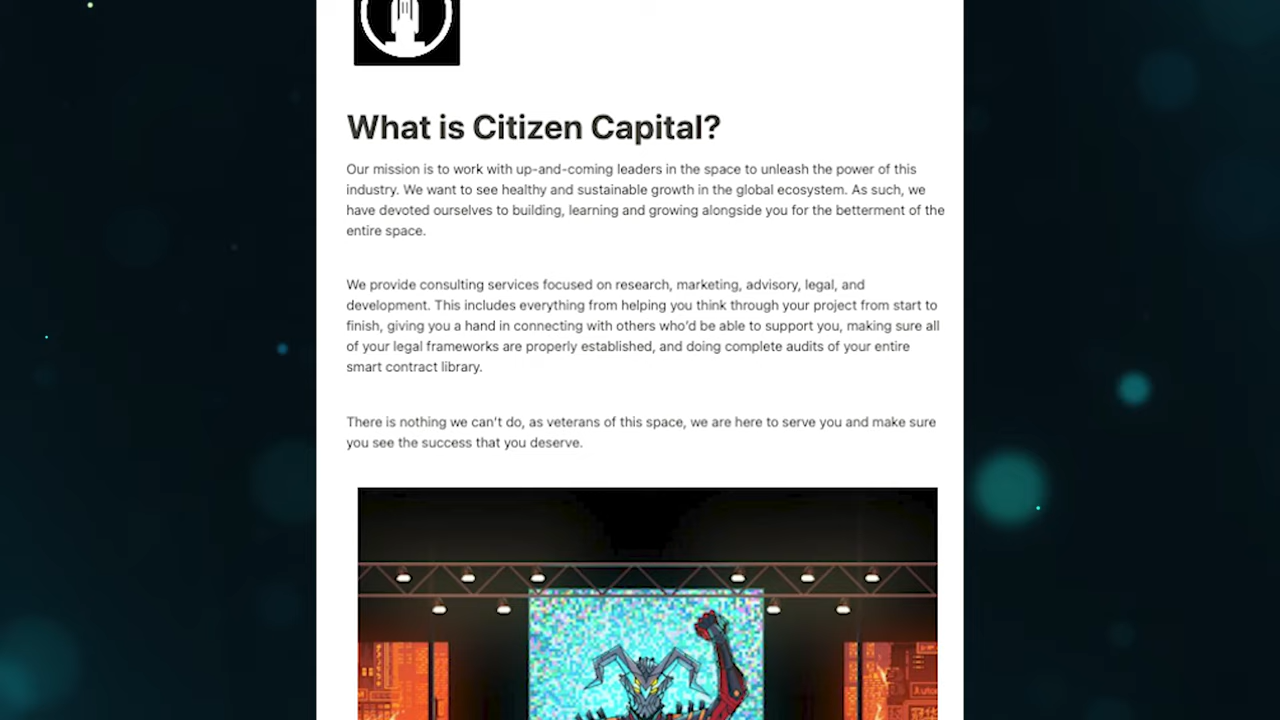 What is Citizen Capital?
Our mission is to work with up-and-coming leaders in the space to unleash the power of this
industry. We want to see healthy and sustainable growth in the global ecosystem. As such, we
have devoted ourselves to building, learning and growing alongside you for the betterment of the
entire space.
We provide consulting services focused on research, marketing, advisory, legal, and
development. This includes everything from helping you think through your project from start to
finish, giving you a hand in connecting with others who'd be able to support you, making sure all
of your legal frameworks are properly established, and doing complete audits of your entire
smart contract library.
There is nothing we can't do, as veterans of this space, we are here to serve you and make sure
you see the success that you deserve.